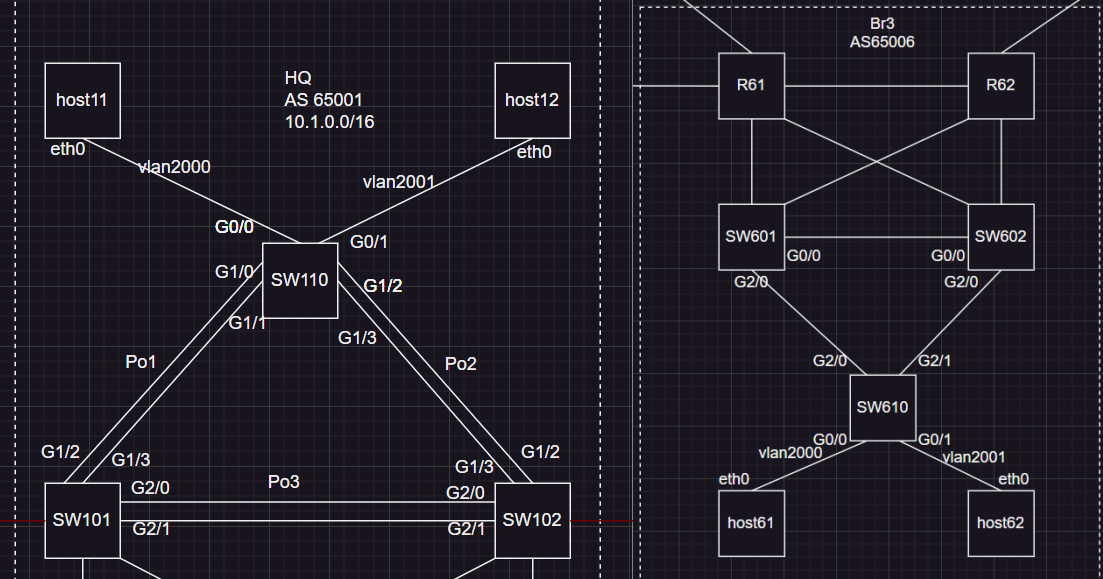 HQ
AS 65001
10.1.0.0/16
host11
host12
eth0
eth0
vlan2000
vlan2001
G0/0
G0/1
SW110
G1/0
G1/2
G1/1
G1/3
Po1
Po2
G1/2
G1/3
G1/3
G1/2
Po3
G2/0
G2/0
SW101
SW102
G2/1
G2/1
Br3
AS65006
R61
R62
SW601
SW602
G0/0
G0/0
G2/0
G2/0
G2/0
G2/1
SW610
G0/0
G0/1
vlan2000
vlan2001
eth0
eth0
host61
host62